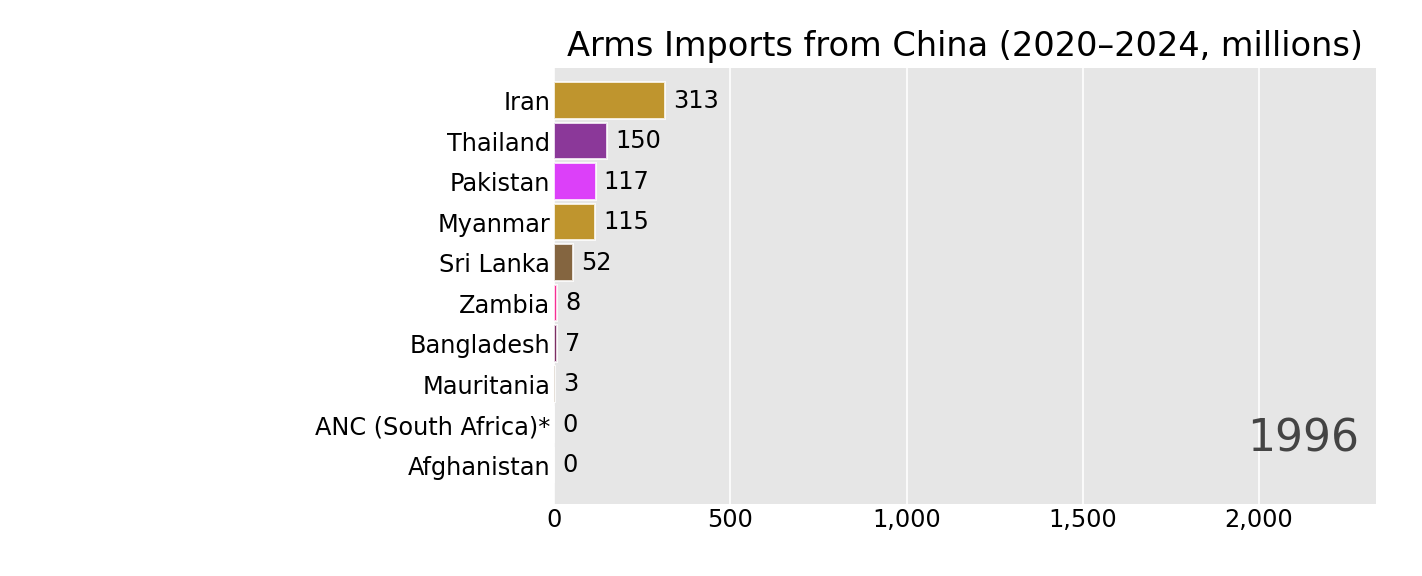 Arms Imports from China (2020–2024, millions)
Iran 313
Thailand 150
Pakistan 117
Myanmar 115
Sri Lanka 52
Zambia 8
Bangladesh 7
Mauritania 3
ANC (South Africa)* 0
Afghanistan 0
1996
0 500 1,000 1,500 2,000